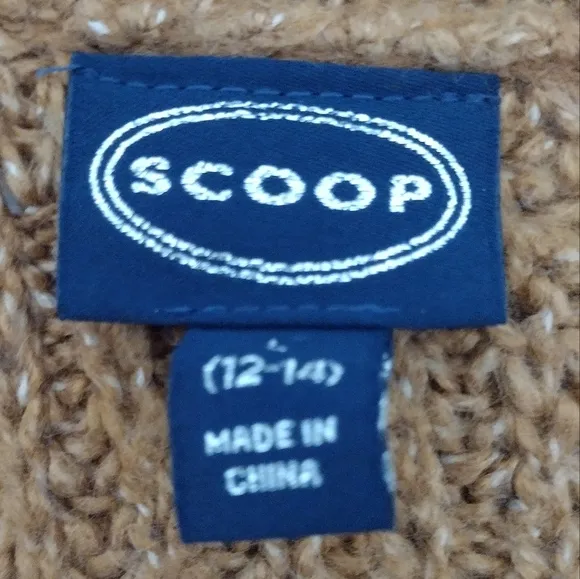 SCOOP
(12-14)
MADE IN
CHINA